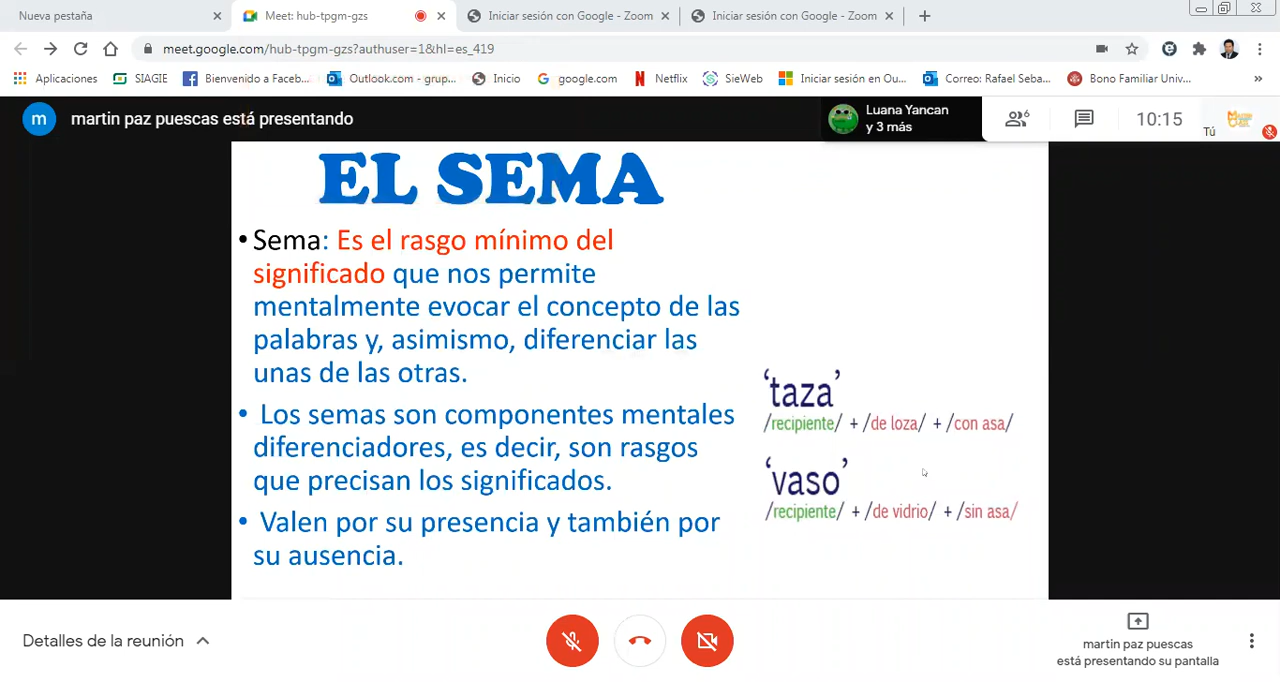 Nueva pestaña
Meet: hub-tpgm-gzs
Iniciar sesión con Google - Zoom
Iniciar sesión con Google - Zoom
meet.google.com/hub-tpgm-gzs?authuser=1&hl=es_419
Aplicaciones
SIAGIE
Bienvenido a Faceb...
Outlook.com - grup...
Inicio
google.com
Netflix
SieWeb
Iniciar sesión en Ou...
Correo: Rafael Seba...
Bono Familiar Univ...
»
m
martin paz puescas está presentando
Luana Yancan
y 3 más
6
10:15
Tú
EL SEMA
• Sema: Es el rasgo mínimo del
significado que nos permite
mentalmente evocar el concepto de las
palabras y, asimismo, diferenciar las
unas de las otras.
• Los semas son componentes mentales
diferenciadores, es decir, son rasgos
que precisan los significados.
• Valen por su presencia y también por
su ausencia.
‘taza’
/recipiente/ + /de loza/ + /con asa/
‘vaso’
/recipiente/ + /de vidrio/ + /sin asa/
Detalles de la reunión
martin paz puescas
está presentando su pantalla